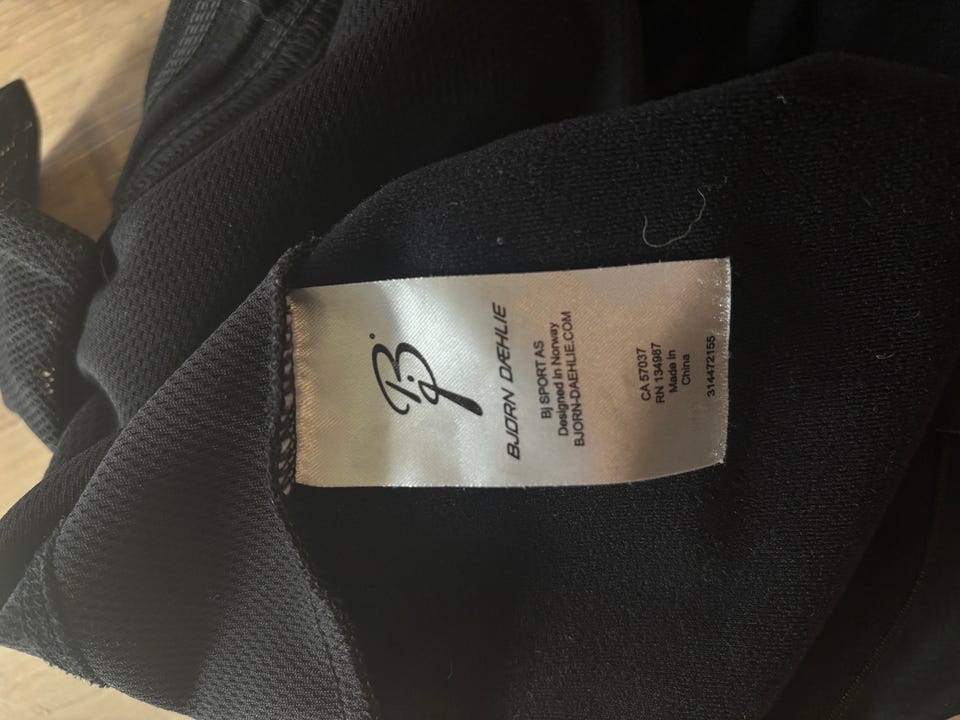 Bj
BJORN DÆHLIE
Bj SPORT AS
Designed in Norway
BJORN-DAEHLIE.COM
CA 57037
RN 134987
Made in
China
314472155